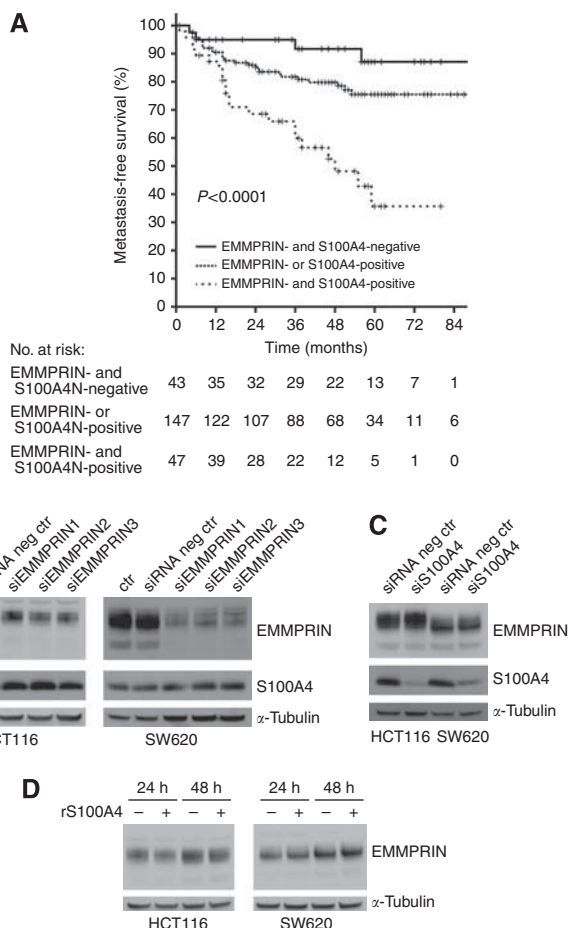 A
Metastasis-free survival (%)
100
90
80
70
60
50
40
30
20
10
0
P<0.0001
EMMPRIN- and S100A4-negative
EMMPRIN- or S100A4-positive
EMMPRIN- and S100A4-positive
0 12 24 36 48 60 72 84
Time (months)
No. at risk:
EMMPRIN- and
S100A4N-negative
43 35 32 29 22 13 7 1
EMMPRIN- or
S100A4N-positive
147 122 107 88 68 34 11 6
EMMPRIN- and
S100A4N-positive
47 39 28 22 12 5 1 0
NA neg ctr
siEMMPRIN1
siEMMPRIN2
siEMMPRIN3
ctr
siRNA neg ctr
siEMMPRIN1
siEMMPRIN2
siEMMPRIN3
EMMPRIN
S100A4
α-Tubulin
CT116
SW620
C
siRNA neg ctr
siS100A4
siRNA neg ctr
siS100A4
EMMPRIN
S100A4
α-Tubulin
HCT116 SW620
D
24 h 48 h 24 h 48 h
rS100A4 – + – + – + – +
EMMPRIN
α-Tubulin
HCT116 SW620